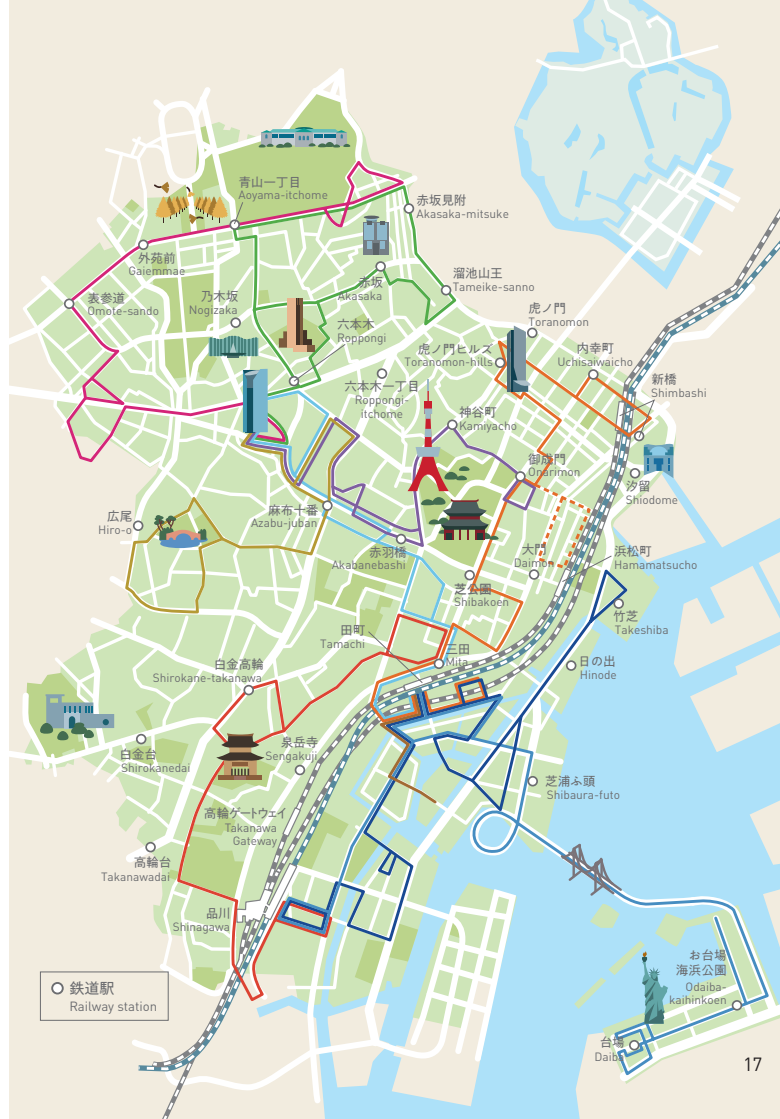 青山一丁目
Aoyama-itchome
赤坂見附
Akasaka-mitsuke
外苑前
Gaiemmae
赤坂
Akasaka
溜池山王
Tameike-sanno
表参道
Omote-sando
乃木坂
Nogizaka
虎ノ門
Toranomon
六本木
Roppongi
虎ノ門ヒルズ
Toranomon-hills
内幸町
Uchisaiwaicho
新橋
Shimbashi
六本木一丁目
Roppongi-
itchome
神谷町
Kamiyacho
御成門
Onarimon
汐留
Shiodome
広尾
Hiro-o
麻布十番
Azabu-juban
赤羽橋
Akabanebashi
大門
Daimon
浜松町
Hamamatsucho
芝公園
Shibakoen
竹芝
Takeshiba
田町
Tamachi
三田
Mita
日の出
Hinode
白金高輪
Shirokane-takanawa
白金台
Shirokanedai
泉岳寺
Sengakuji
芝浦ふ頭
Shibaura-futo
高輪ゲートウェイ
Takanawa
Gateway
高輪台
Takanawadai
品川
Shinagawa
お台場
海浜公園
Odaiba-
kaihinkoen
台場
Daiba
鉄道駅
Railway station
17